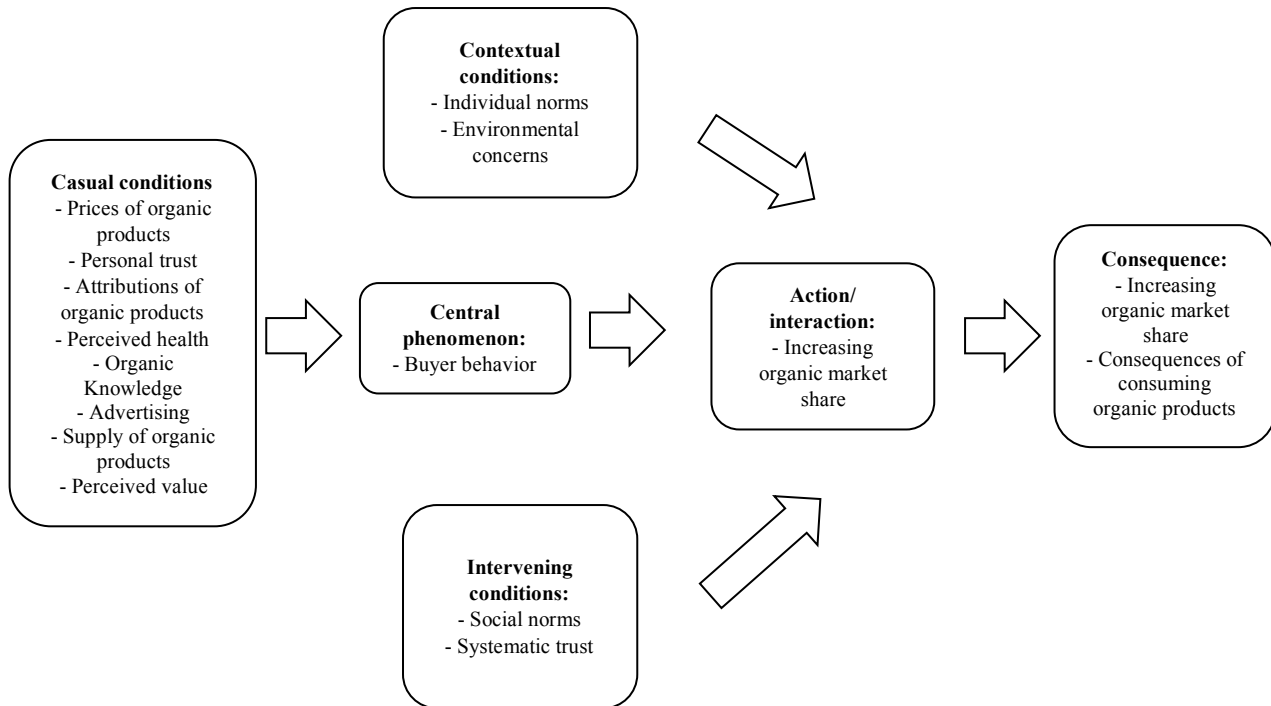 Contextual
conditions:
- Individual norms
- Environmental
concerns
Casual conditions
- Prices of organic
products
- Personal trust
- Attributions of
organic products
- Perceived health
- Organic
Knowledge
- Advertising
- Supply of organic
products
- Perceived value
Central
phenomenon:
- Buyer behavior
Action/
interaction:
- Increasing
organic market
share
Consequence:
- Increasing
organic market
share
- Consequences of
consuming
organic products
Intervening
conditions:
- Social norms
- Systematic trust